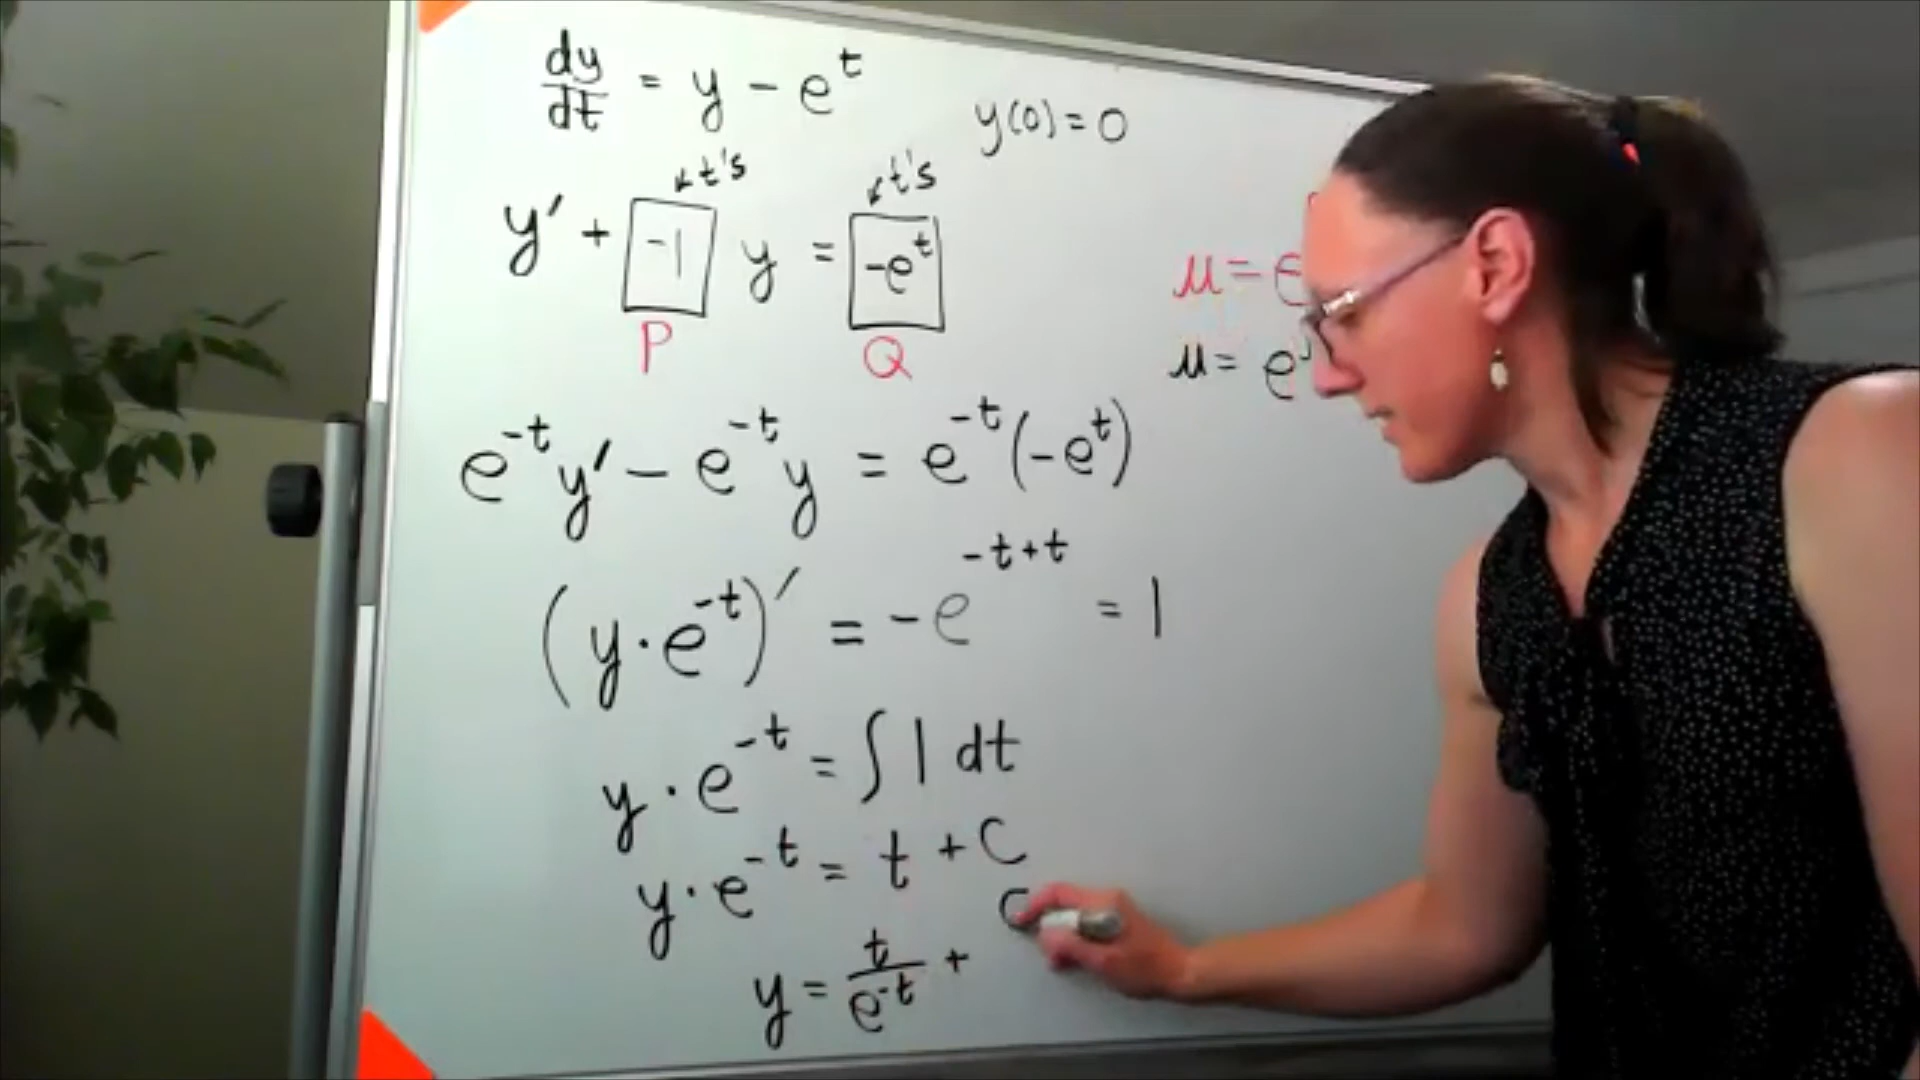 dy/dt = y - e^t
y(0) = 0
t's t's
y' + -1 y = -e^t
P Q
μ = e
μ = e
e^-t y' - e^-t y = e^-t (-e^t)
(y · e^-t)' = -e^-t+t = 1
y · e^-t = ∫ 1 dt
y · e^-t = t + C
y = t/e^-t + C